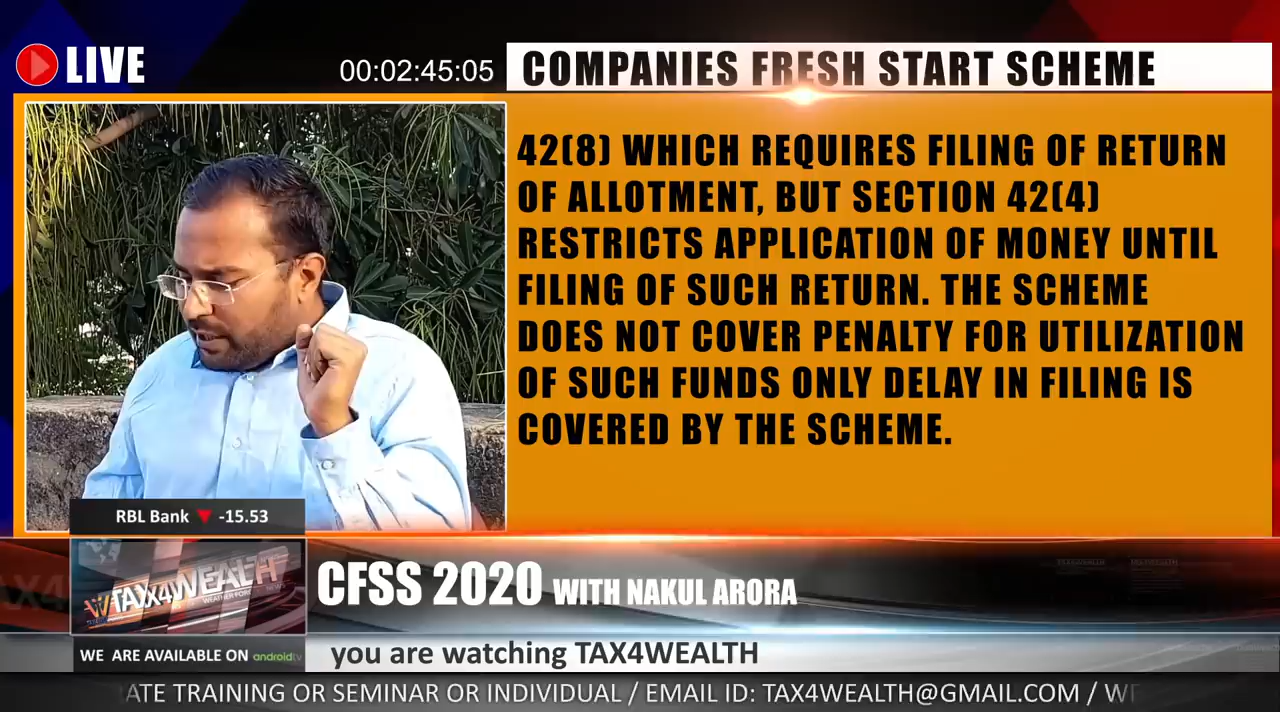 LIVE
00:02:45:05
COMPANIES FRESH START SCHEME
42(8) WHICH REQUIRES FILING OF RETURN
OF ALLOTMENT, BUT SECTION 42(4)
RESTRICTS APPLICATION OF MONEY UNTIL
FILING OF SUCH RETURN. THE SCHEME
DOES NOT COVER PENALTY FOR UTILIZATION
OF SUCH FUNDS ONLY DELAY IN FILING IS
COVERED BY THE SCHEME.
RBL Bank ▼ -15.53
TAXx4WEALTH
CFSS 2020 WITH NAKUL ARORA
WE ARE AVAILABLE ON androidtv
you are watching TAX4WEALTH
ATE TRAINING OR SEMINAR OR INDIVIDUAL / EMAIL ID: TAX4WEALTH@GMAIL.COM /